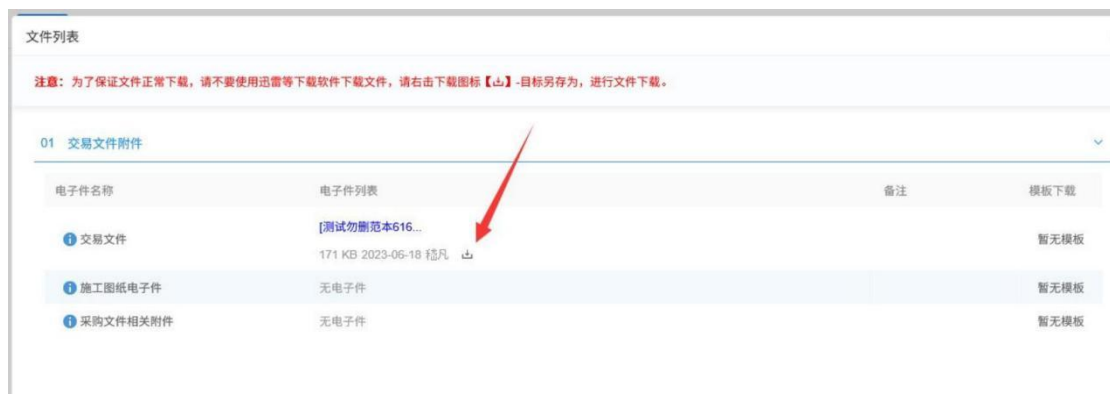 文件列表
注意：为了保证文件正常下载，请不要使用迅雷等下载软件下载文件，请右击下载图标【】-目标另存为，进行文件下载。
01 交易文件附件
电子件名称 电子件列表 备注 模板下载
交易文件 [测试勿删范本616... 暂无模板
171 KB 2023-06-18 嵇凡
施工图纸电子件 无电子件 暂无模板
采购文件相关附件 无电子件 暂无模板